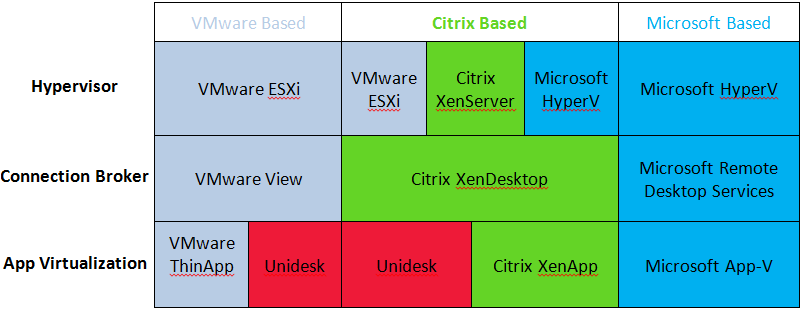 VMware Based Citrix Based Microsoft Based
Hypervisor
VMware ESXi
VMware
ESXi
Citrix
XenServer
Microsoft
HyperV
Microsoft HyperV
Connection Broker
VMware View
Citrix XenDesktop
Microsoft Remote
Desktop Services
App Virtualization
VMware
ThinApp
Unidesk
Unidesk
Citrix XenApp
Microsoft App-V